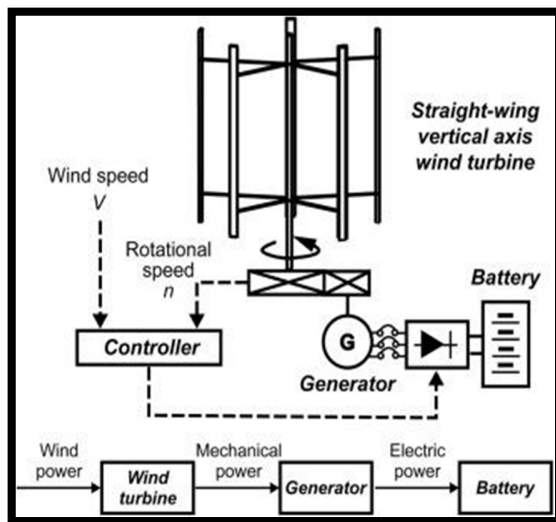 Straight-wing
vertical axis
wind turbine
Wind speed
V
Rotational
speed
n
Battery
Controller
G
Generator
Wind
power
Wind
turbine
Mechanical
power
Generator
Electric
power
Battery